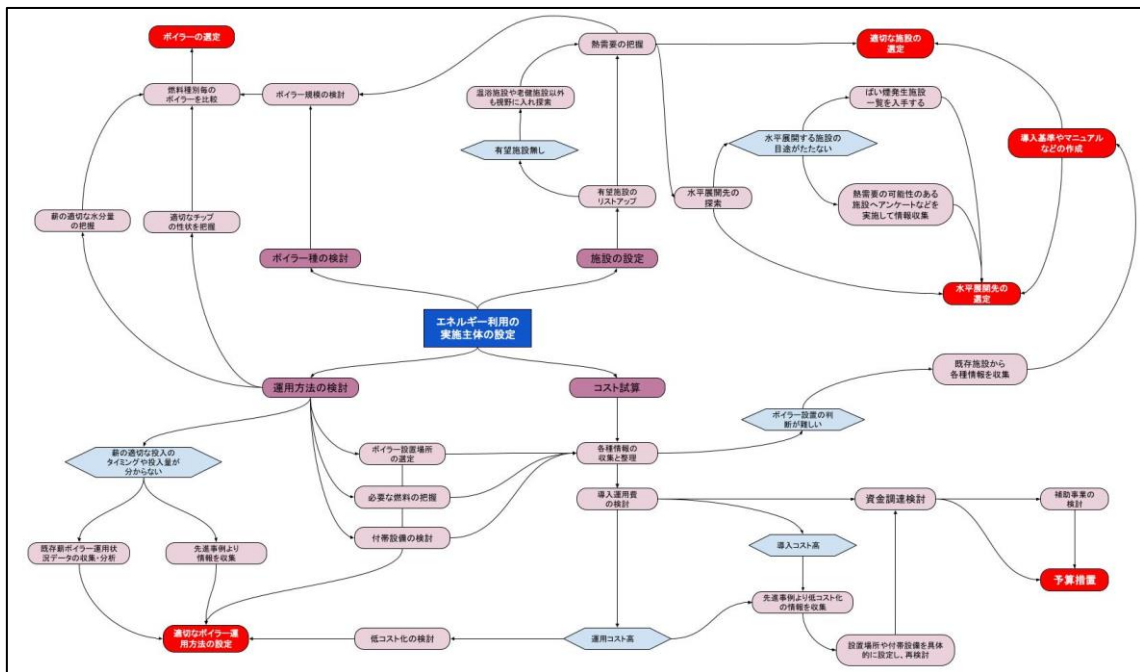 ボイラーの選定
熱需要の把握
適切な施設の
選定
燃料種別毎の
ボイラーを比較
ボイラー規模の検討
温浴施設や老健施設以外
も視野に入れ探索
ばい煙発生施設
一覧を入手する
有望施設無し
水平展開する施設の
目途がたたない
導入基準やマニュアル
などの作成
薪の適切な水分量
の把握
適切なチップ
の性状を把握
有望施設の
リストアップ
水平展開先の
探索
熱需要の可能性のある
施設へアンケートなどを
実施して情報収集
ボイラー種の検討
施設の設定
水平展開先の
選定
エネルギー利用の
実施主体の設定
運用方法の検討
コスト試算
既存施設から
各種情報を収集
ボイラー設置の判
断が難しい
薪の適切な投入の
タイミングや投入量が
分からない
ボイラー設置場所
の選定
各種情報の
収集と整理
必要な燃料の把握
導入運用費
の検討
資金調達検討
補助事業の
検討
付帯設備の検討
既存薪ボイラー運用状
況データの収集・分析
先進事例より
情報を収集
導入コスト高
予算措置
先進事例より低コスト化
の情報を収集
適切なボイラー運
用方法の設定
低コスト化の検討
運用コスト高
設置場所や付帯設備を具体
的に設定し、再検討